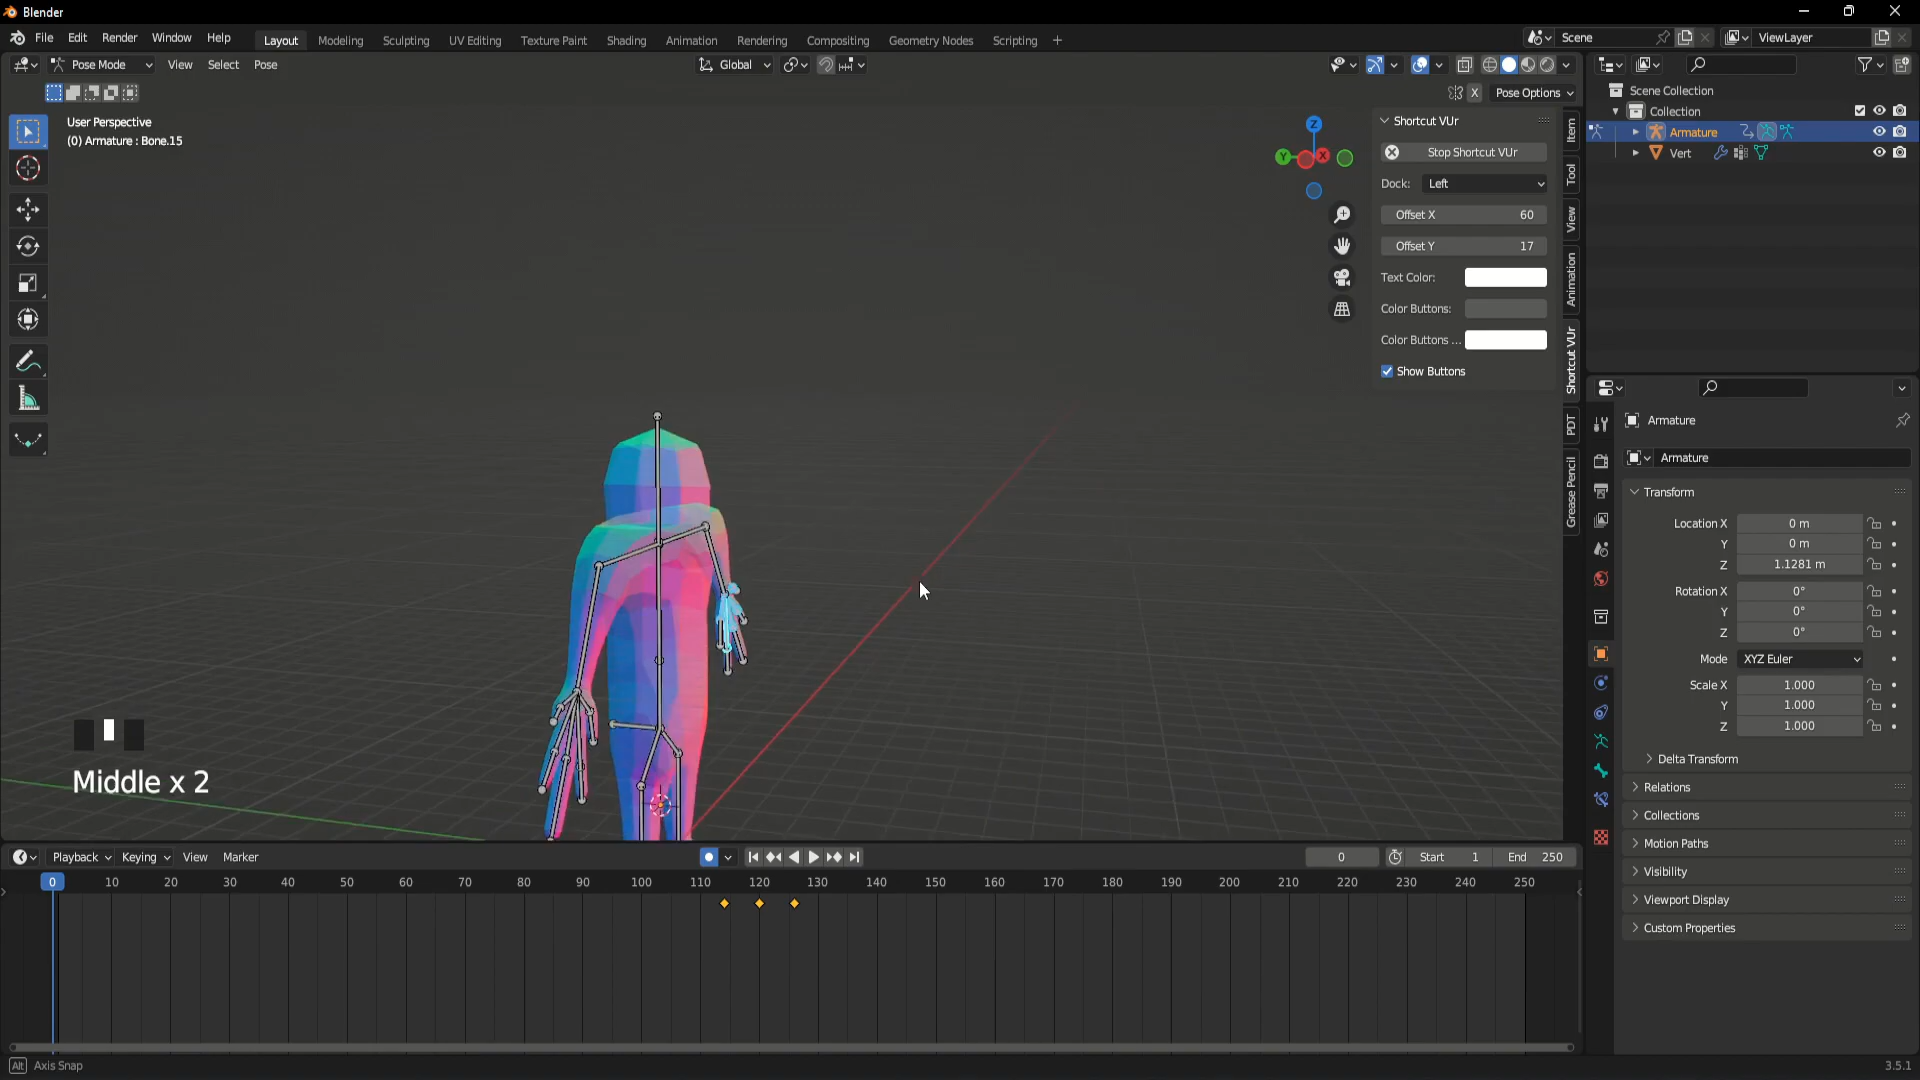 Blender
File Edit Render Window Help Layout Modeling Sculpting UV Editing Texture Paint Shading Animation Rendering Compositing Geometry Nodes Scripting + Scene ViewLayer
Pose Mode View Select Pose Global
X Pose Options
User Perspective
(0) Armature : Bone.15
Z
Y X
Shortcut VUr
Stop Shortcut VUr
Dock: Left
Offset X 60
Offset Y 17
Text Color:
Color Buttons:
Color Buttons ...
Show Buttons
Item
Tool
View
Animation
Shortcut VUr
PDT
Grease Pencil
Scene Collection
Collection
Armature
Vert
Armature
Armature
Transform
Location X 0 m
Y 0 m
Z 1.1281 m
Rotation X 0°
Y 0°
Z 0°
Mode XYZ Euler
Scale X 1.000
Y 1.000
Z 1.000
Delta Transform
Relations
Collections
Motion Paths
Visibility
Viewport Display
Custom Properties
Middle x 2
Playback Keying View Marker 0 Start 1 End 250
0 10 20 30 40 50 60 70 80 90 100 110 120 130 140 150 160 170 180 190 200 210 220 230 240 250
Alt Axis Snap 3.5.1